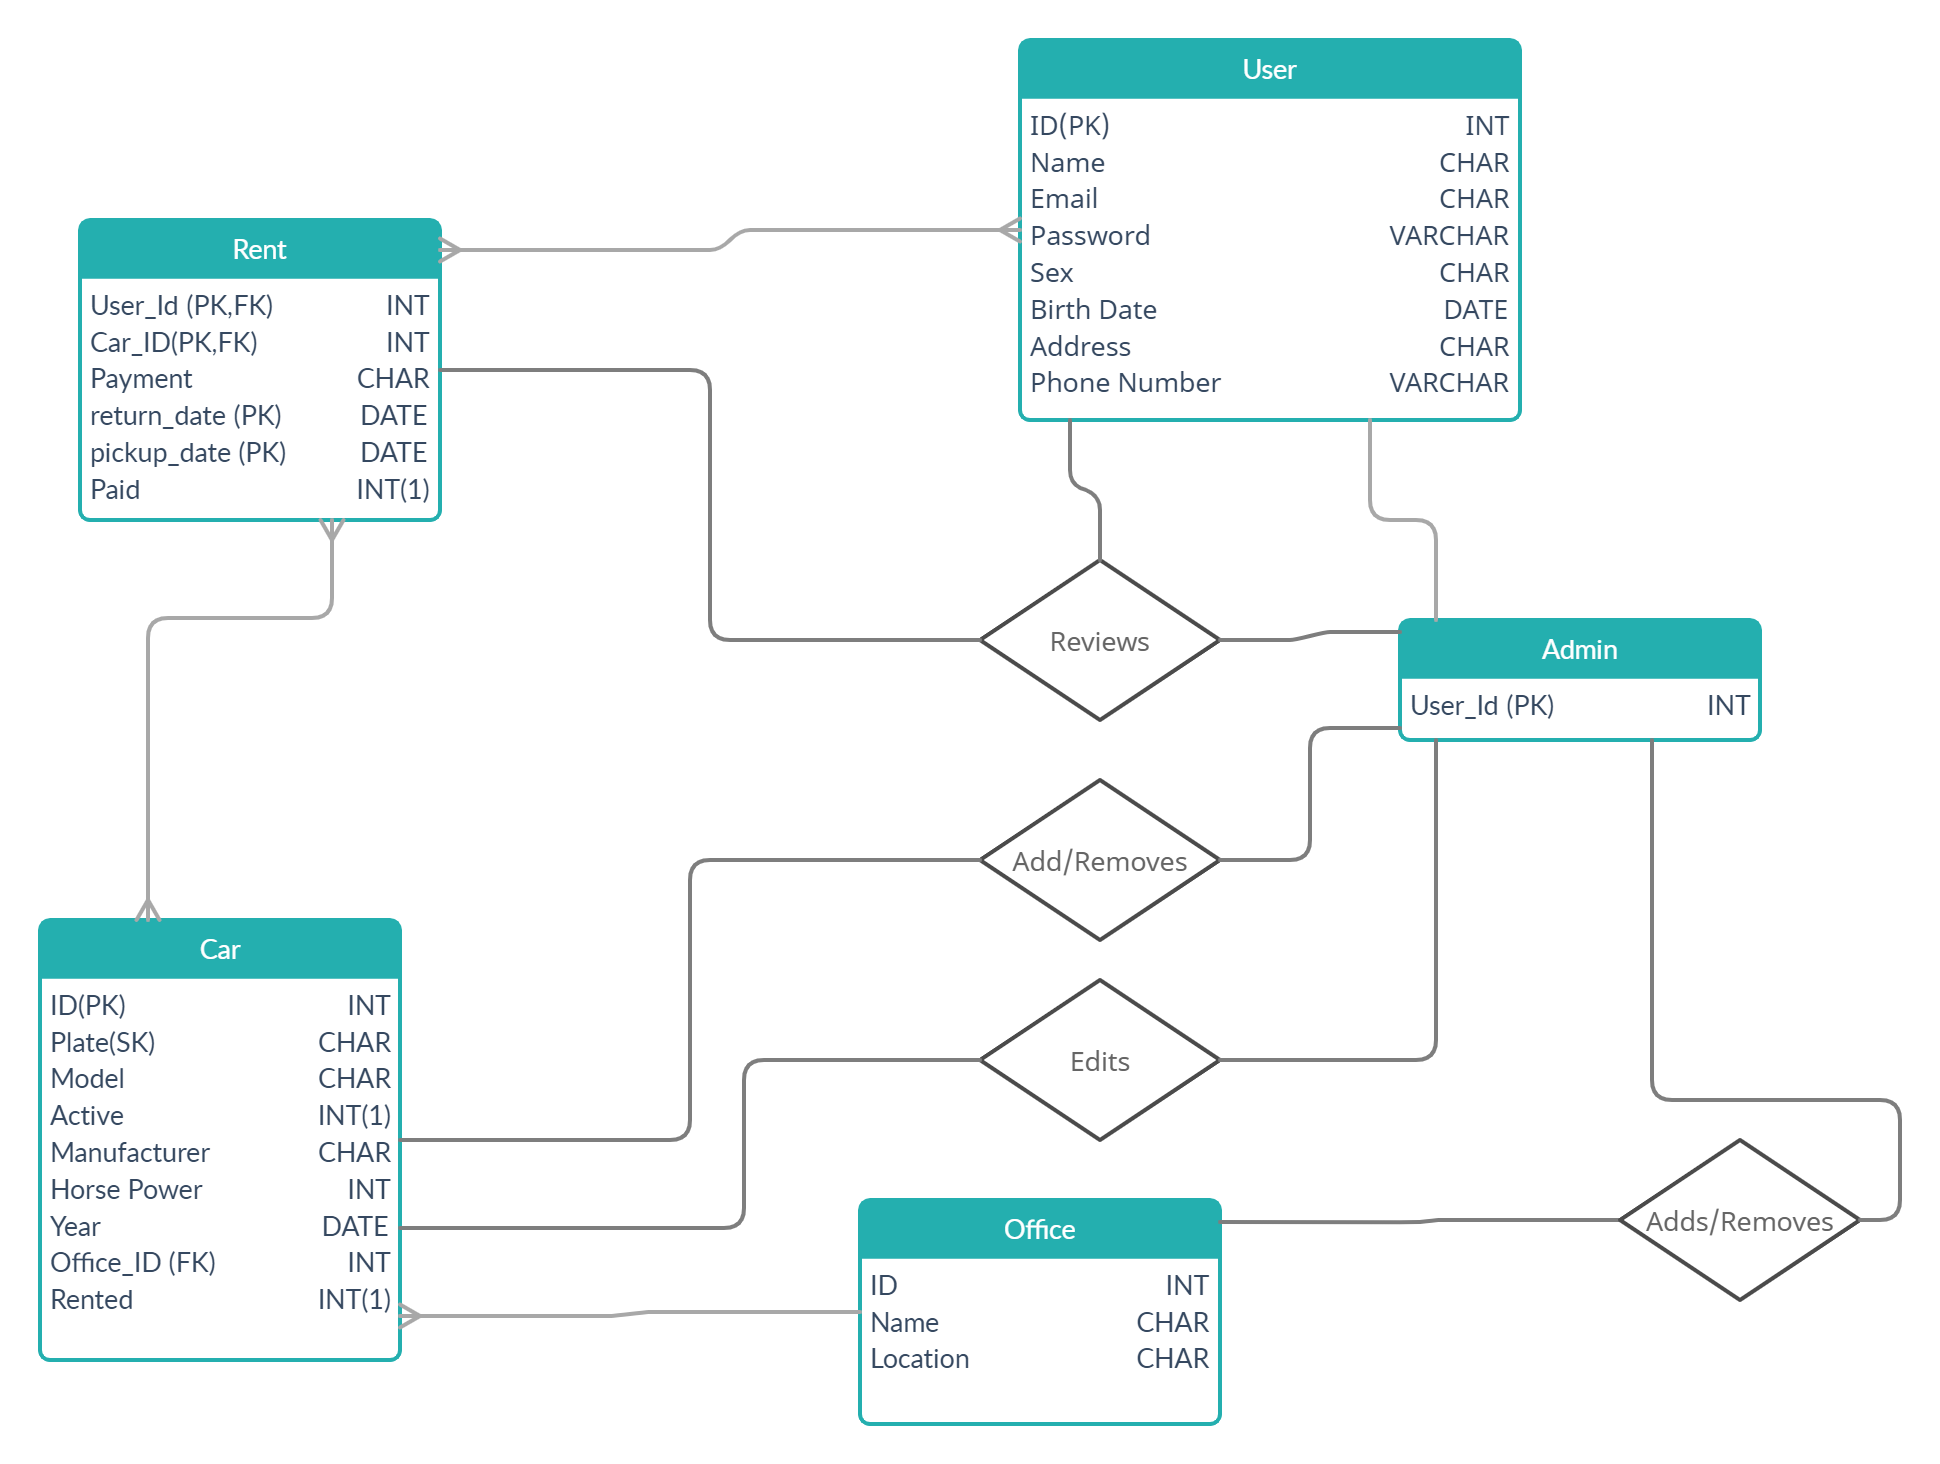 User
ID(PK) INT
Name CHAR
Email CHAR
Password VARCHAR
Sex CHAR
Birth Date DATE
Address CHAR
Phone Number VARCHAR
Rent
User_Id (PK,FK) INT
Car_ID(PK,FK) INT
Payment CHAR
return_date (PK) DATE
pickup_date (PK) DATE
Paid INT(1)
Reviews
Admin
User_Id (PK) INT
Add/Removes
Edits
Car
ID(PK) INT
Plate(SK) CHAR
Model CHAR
Active INT(1)
Manufacturer CHAR
Horse Power INT
Year DATE
Office_ID (FK) INT
Rented INT(1)
Office
ID INT
Name CHAR
Location CHAR
Adds/Removes